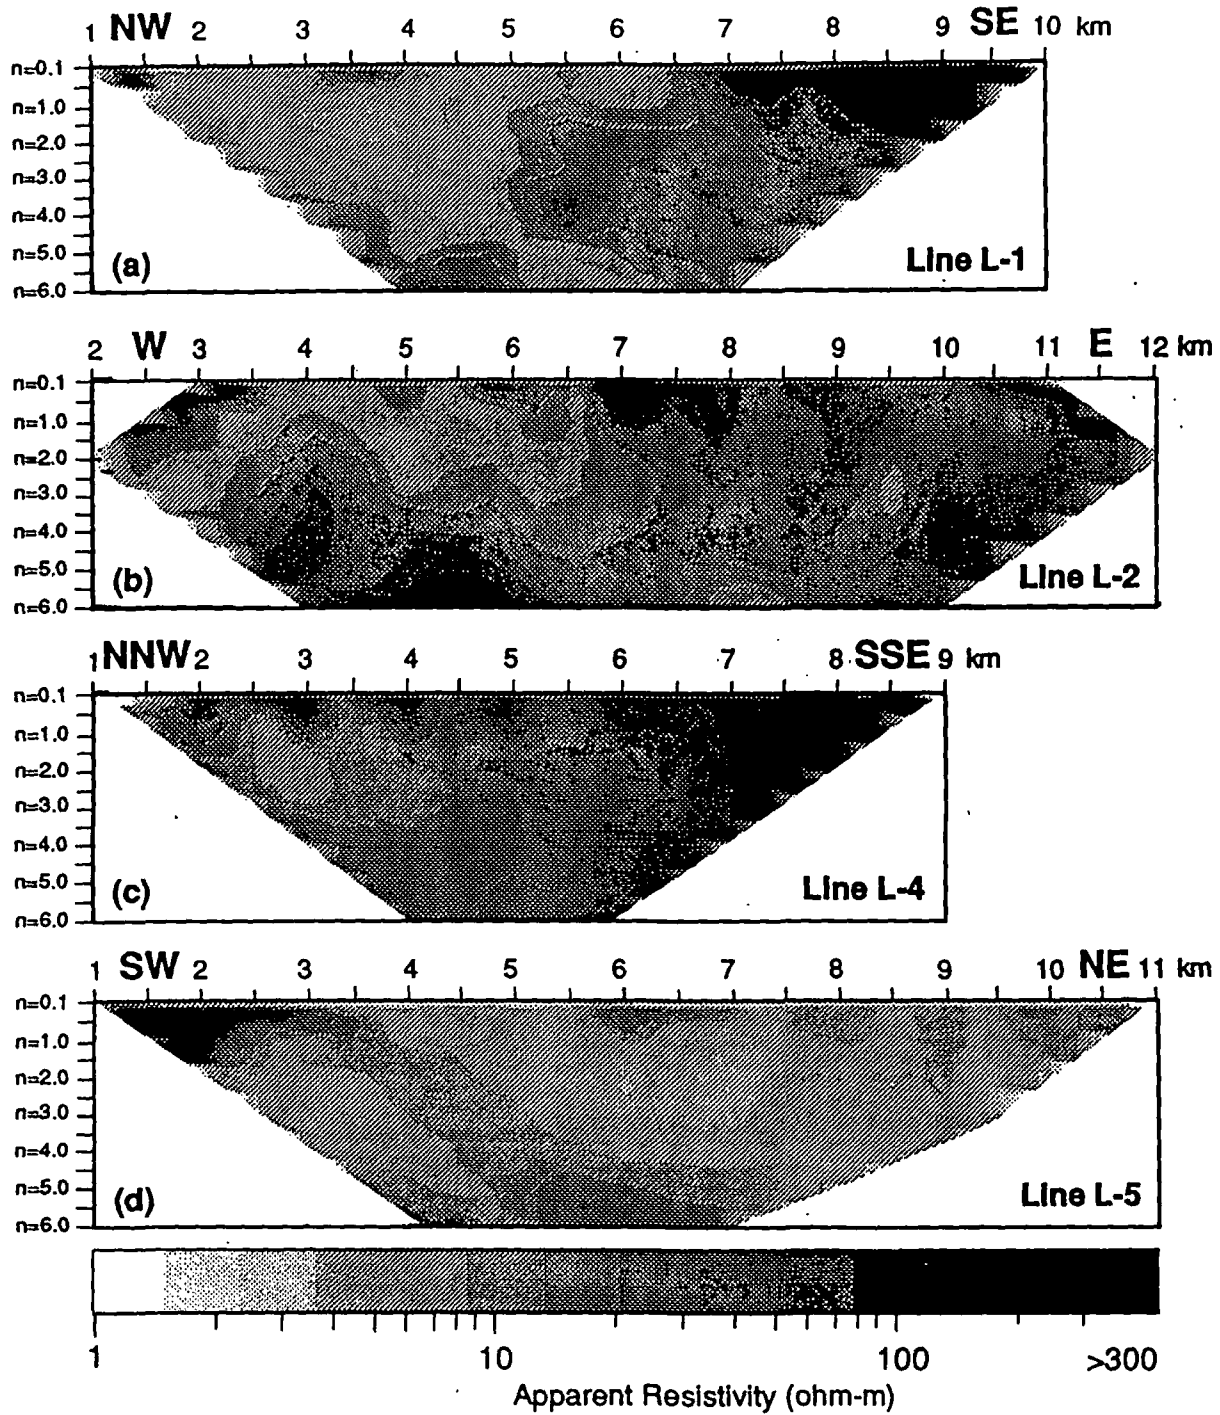 1 NW 2 3 4 5 6 7 8 9 SE 10 km
n=0.1
n=1.0
n=2.0
n=3.0
n=4.0
n=5.0
n=6.0
(a) Line L-1
2 W 3 4 5 6 7 8 9 10 11 E 12 km
n=0.1
n=1.0
n=2.0
n=3.0
n=4.0
n=5.0
n=6.0
(b) Line L-2
1 NNW 2 3 4 5 6 7 8 SSE 9 km
n=0.1
n=1.0
n=2.0
n=3.0
n=4.0
n=5.0
n=6.0
(c) Line L-4
1 SW 2 3 4 5 6 7 8 9 10 NE 11 km
n=0.1
n=1.0
n=2.0
n=3.0
n=4.0
n=5.0
n=6.0
(d) Line L-5
1 10 100 >300
Apparent Resistivity (ohm-m)